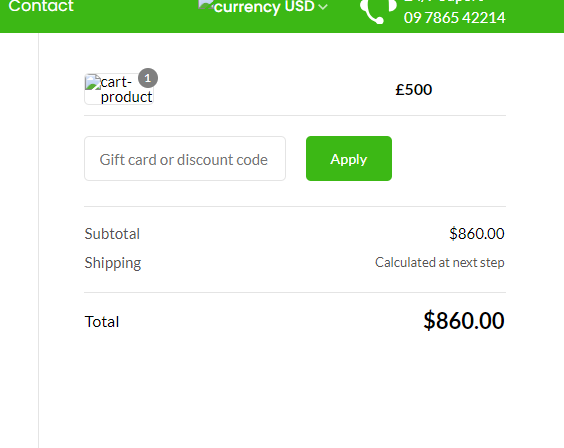 Contact
currency USD
09 7865 42214
cart-
product
1
£500
Gift card or discount code
Apply
Subtotal
$860.00
Shipping
Calculated at next step
Total
$860.00